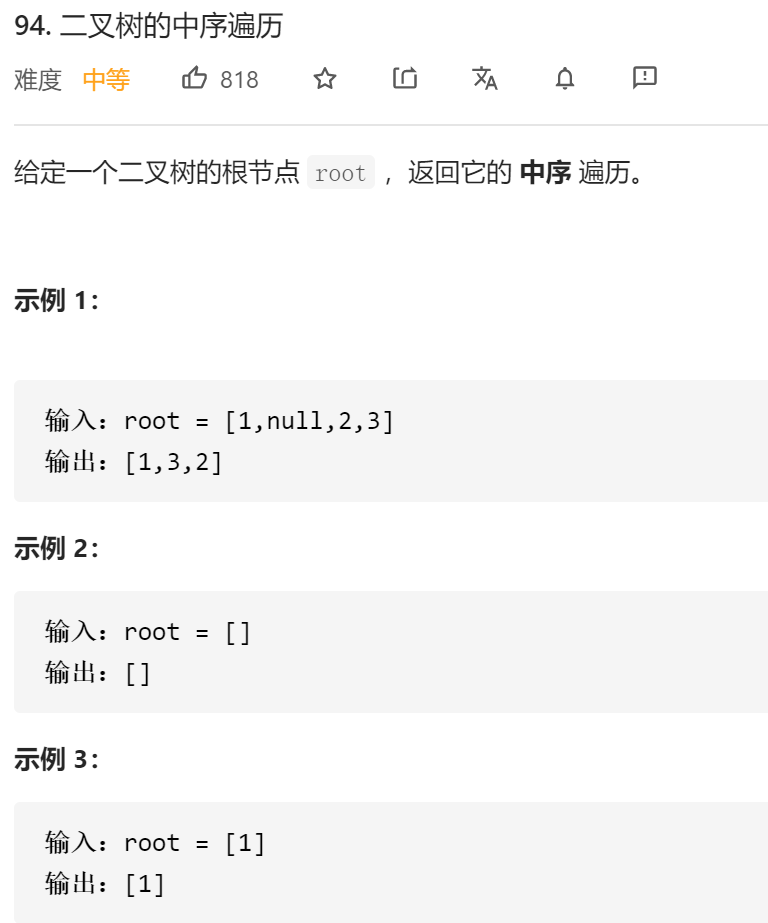 94. 二叉树的中序遍历
难度 中等 818
给定一个二叉树的根节点 root ，返回它的 中序 遍历。
示例 1：
输入：root = [1,null,2,3]
输出：[1,3,2]
示例 2：
输入：root = []
输出：[]
示例 3：
输入：root = [1]
输出：[1]